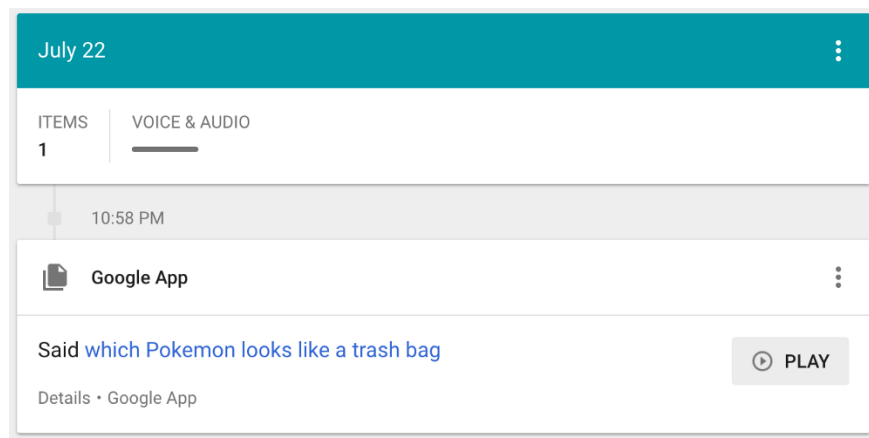 July 22
ITEMS
VOICE & AUDIO
1
10:58 PM
Google App
Said which Pokemon looks like a trash bag
PLAY
Details • Google App